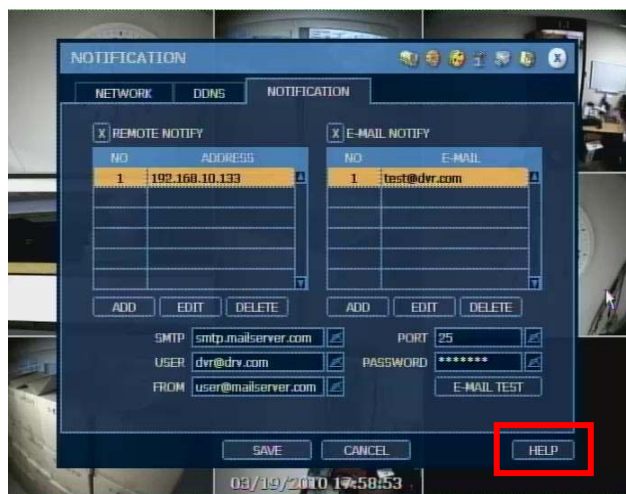 NOTIFICATION
X
NETWORK DDNS NOTIFICATION
X REMOTE NOTIFY X E-MAIL NOTIFY
NO ADDRESS NO E-MAIL
1 192.168.10.133 1 test@dvr.com
ADD EDIT DELETE ADD EDIT DELETE
SMTP smtp.mailserver.com PORT 25
USER dvr@drv.com PASSWORD *******
FROM user@mailserver.com E-MAIL TEST
SAVE CANCEL HELP
03/19/2010 17:58:53